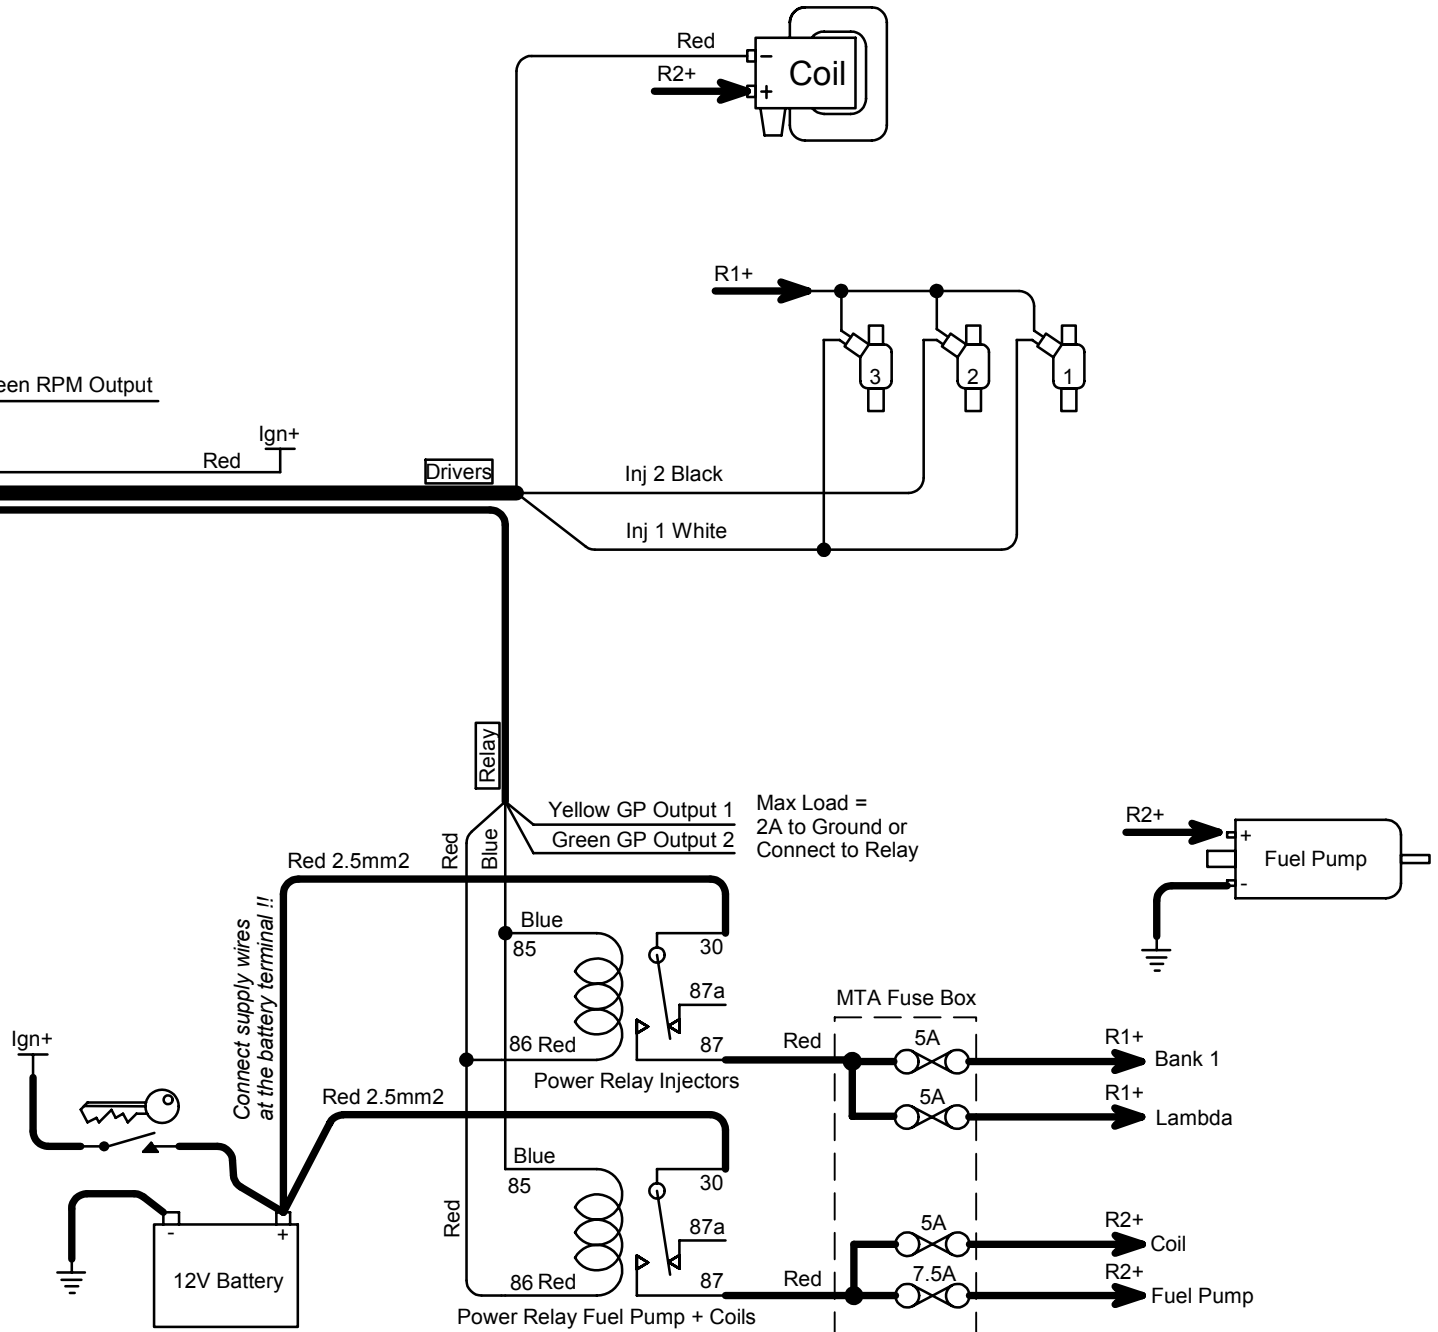 Red
R2+
-
+
Coil
R1+
3
2
1
een RPM Output
Ign+
Red
Drivers
Inj 2 Black
Inj 1 White
Relay
Yellow GP Output 1
Green GP Output 2
Max Load =
2A to Ground or
Connect to Relay
R2+
+
-
Fuel Pump
Red
Blue
Red 2.5mm2
Connect supply wires
at the battery terminal !!
Blue
85
30
87a
86 Red
87
Power Relay Injectors
MTA Fuse Box
Red
5A
R1+
Bank 1
5A
R1+
Lambda
Ign+
Red 2.5mm2
Blue
85
30
87a
Red
86 Red
87
Power Relay Fuel Pump + Coils
Red
5A
R2+
Coil
7.5A
R2+
Fuel Pump
-
+
12V Battery